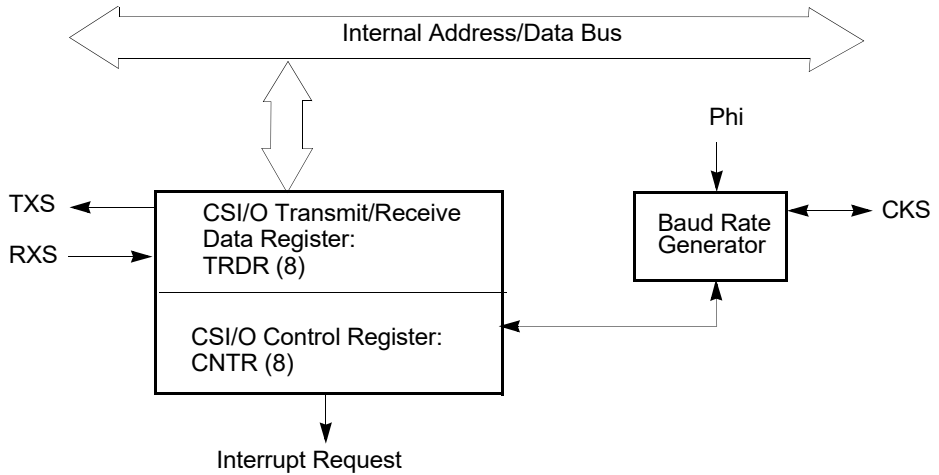 Internal Address/Data Bus
Phi
TXS
RXS
CSI/O Transmit/Receive
Data Register:
TRDR (8)
CSI/O Control Register:
CNTR (8)
Baud Rate
Generator
CKS
Interrupt Request